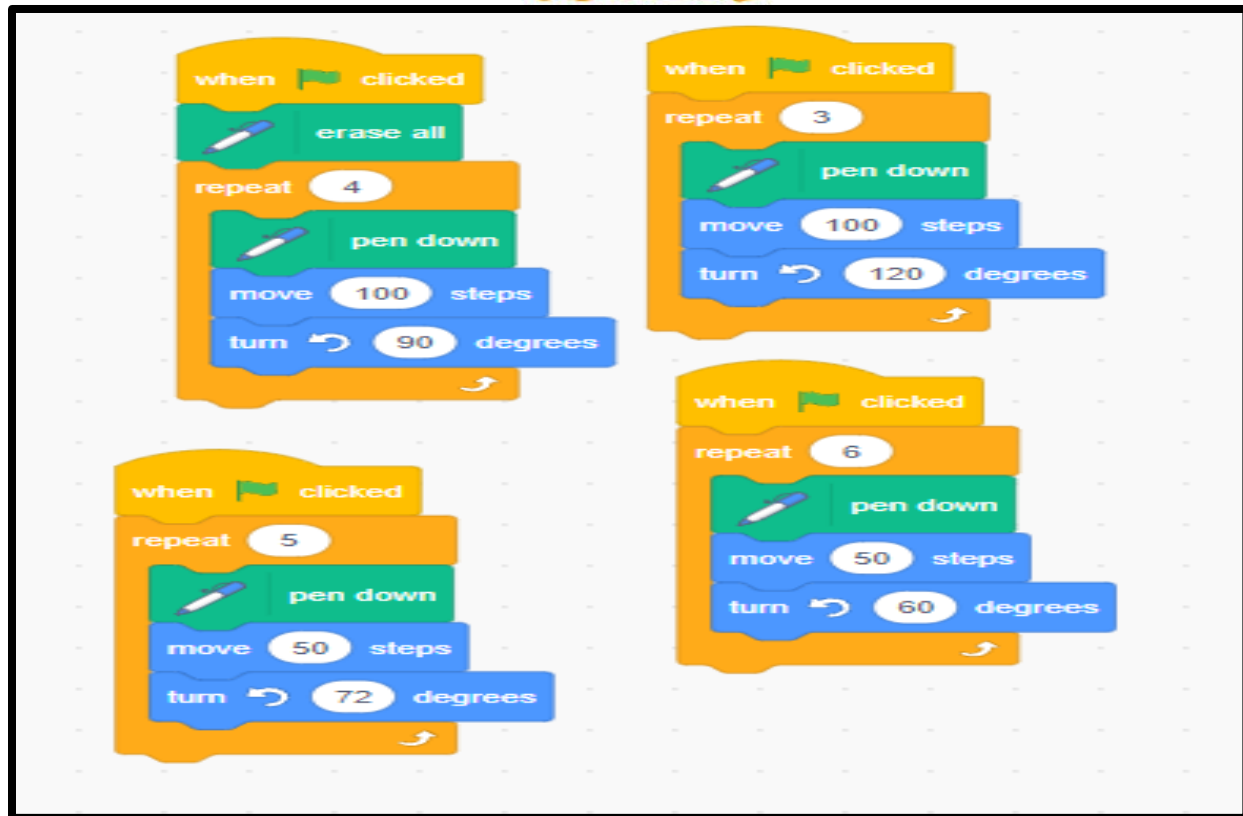 when clicked
erase all
repeat 4
pen down
move 100 steps
turn 90 degrees
when clicked
repeat 3
pen down
move 100 steps
turn 120 degrees
when clicked
repeat 5
pen down
move 50 steps
turn 72 degrees
when clicked
repeat 6
pen down
move 50 steps
turn 60 degrees